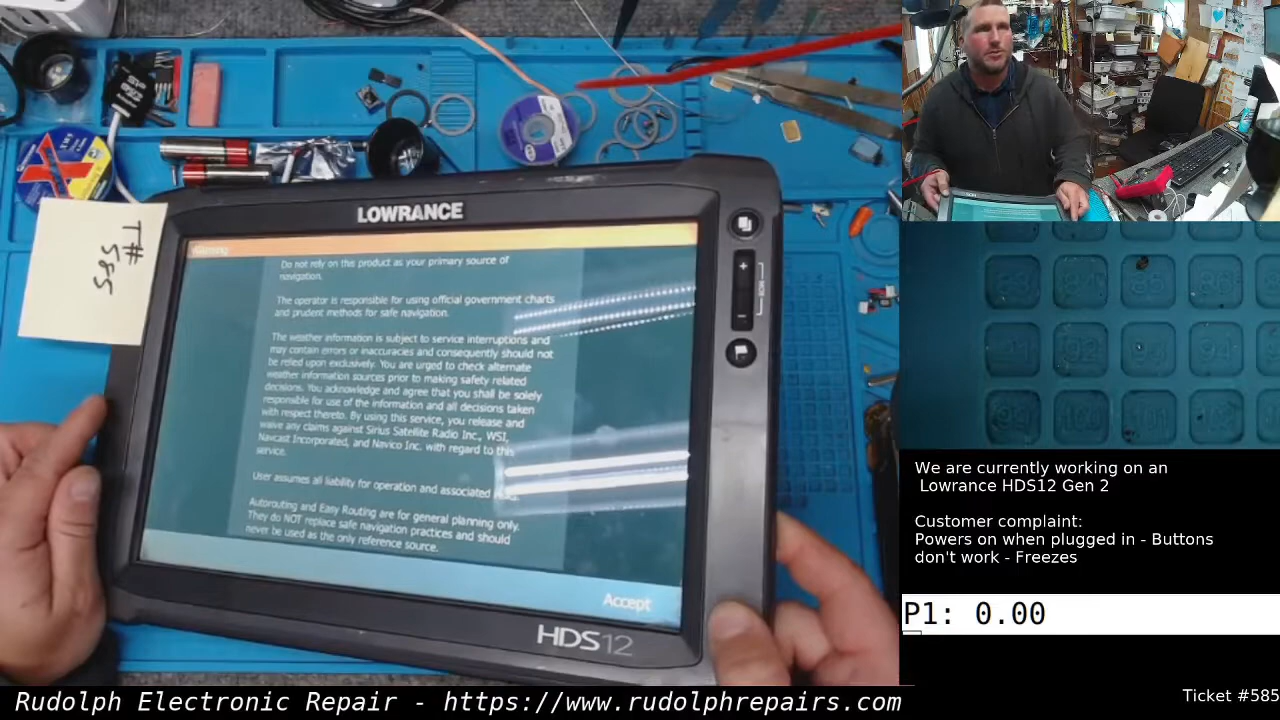 T#
585
LOWRANCE
Warning
Do not rely on this product as your primary source of
navigation.
The operator is responsible for using official government charts
and prudent methods for safe navigation.
The weather information is subject to service interruptions and
may contain errors or inaccuracies and consequently should not
be relied upon exclusively. You are urged to check alternate
weather information sources prior to making safety related
decisions. You acknowledge and agree that you shall be solely
responsible for use of the information and all decisions taken
with respect thereto. By using this service, you release and
waive any claims against Sirius Satellite Radio Inc., WSI,
Navcast Incorporated, and Navico Inc. with regard to this
service.
User assumes all liability for operation and associated
Autorouting and Easy Routing are for general planning only.
They do NOT replace safe navigation practices and should
never be used as the only reference source.
Accept
HDS12
+
MOB
-
We are currently working on an
Lowrance HDS12 Gen 2
Customer complaint:
Powers on when plugged in - Buttons
don't work - Freezes
P1: 0.00
Ticket #585
Rudolph Electronic Repair - https://www.rudolphrepairs.com